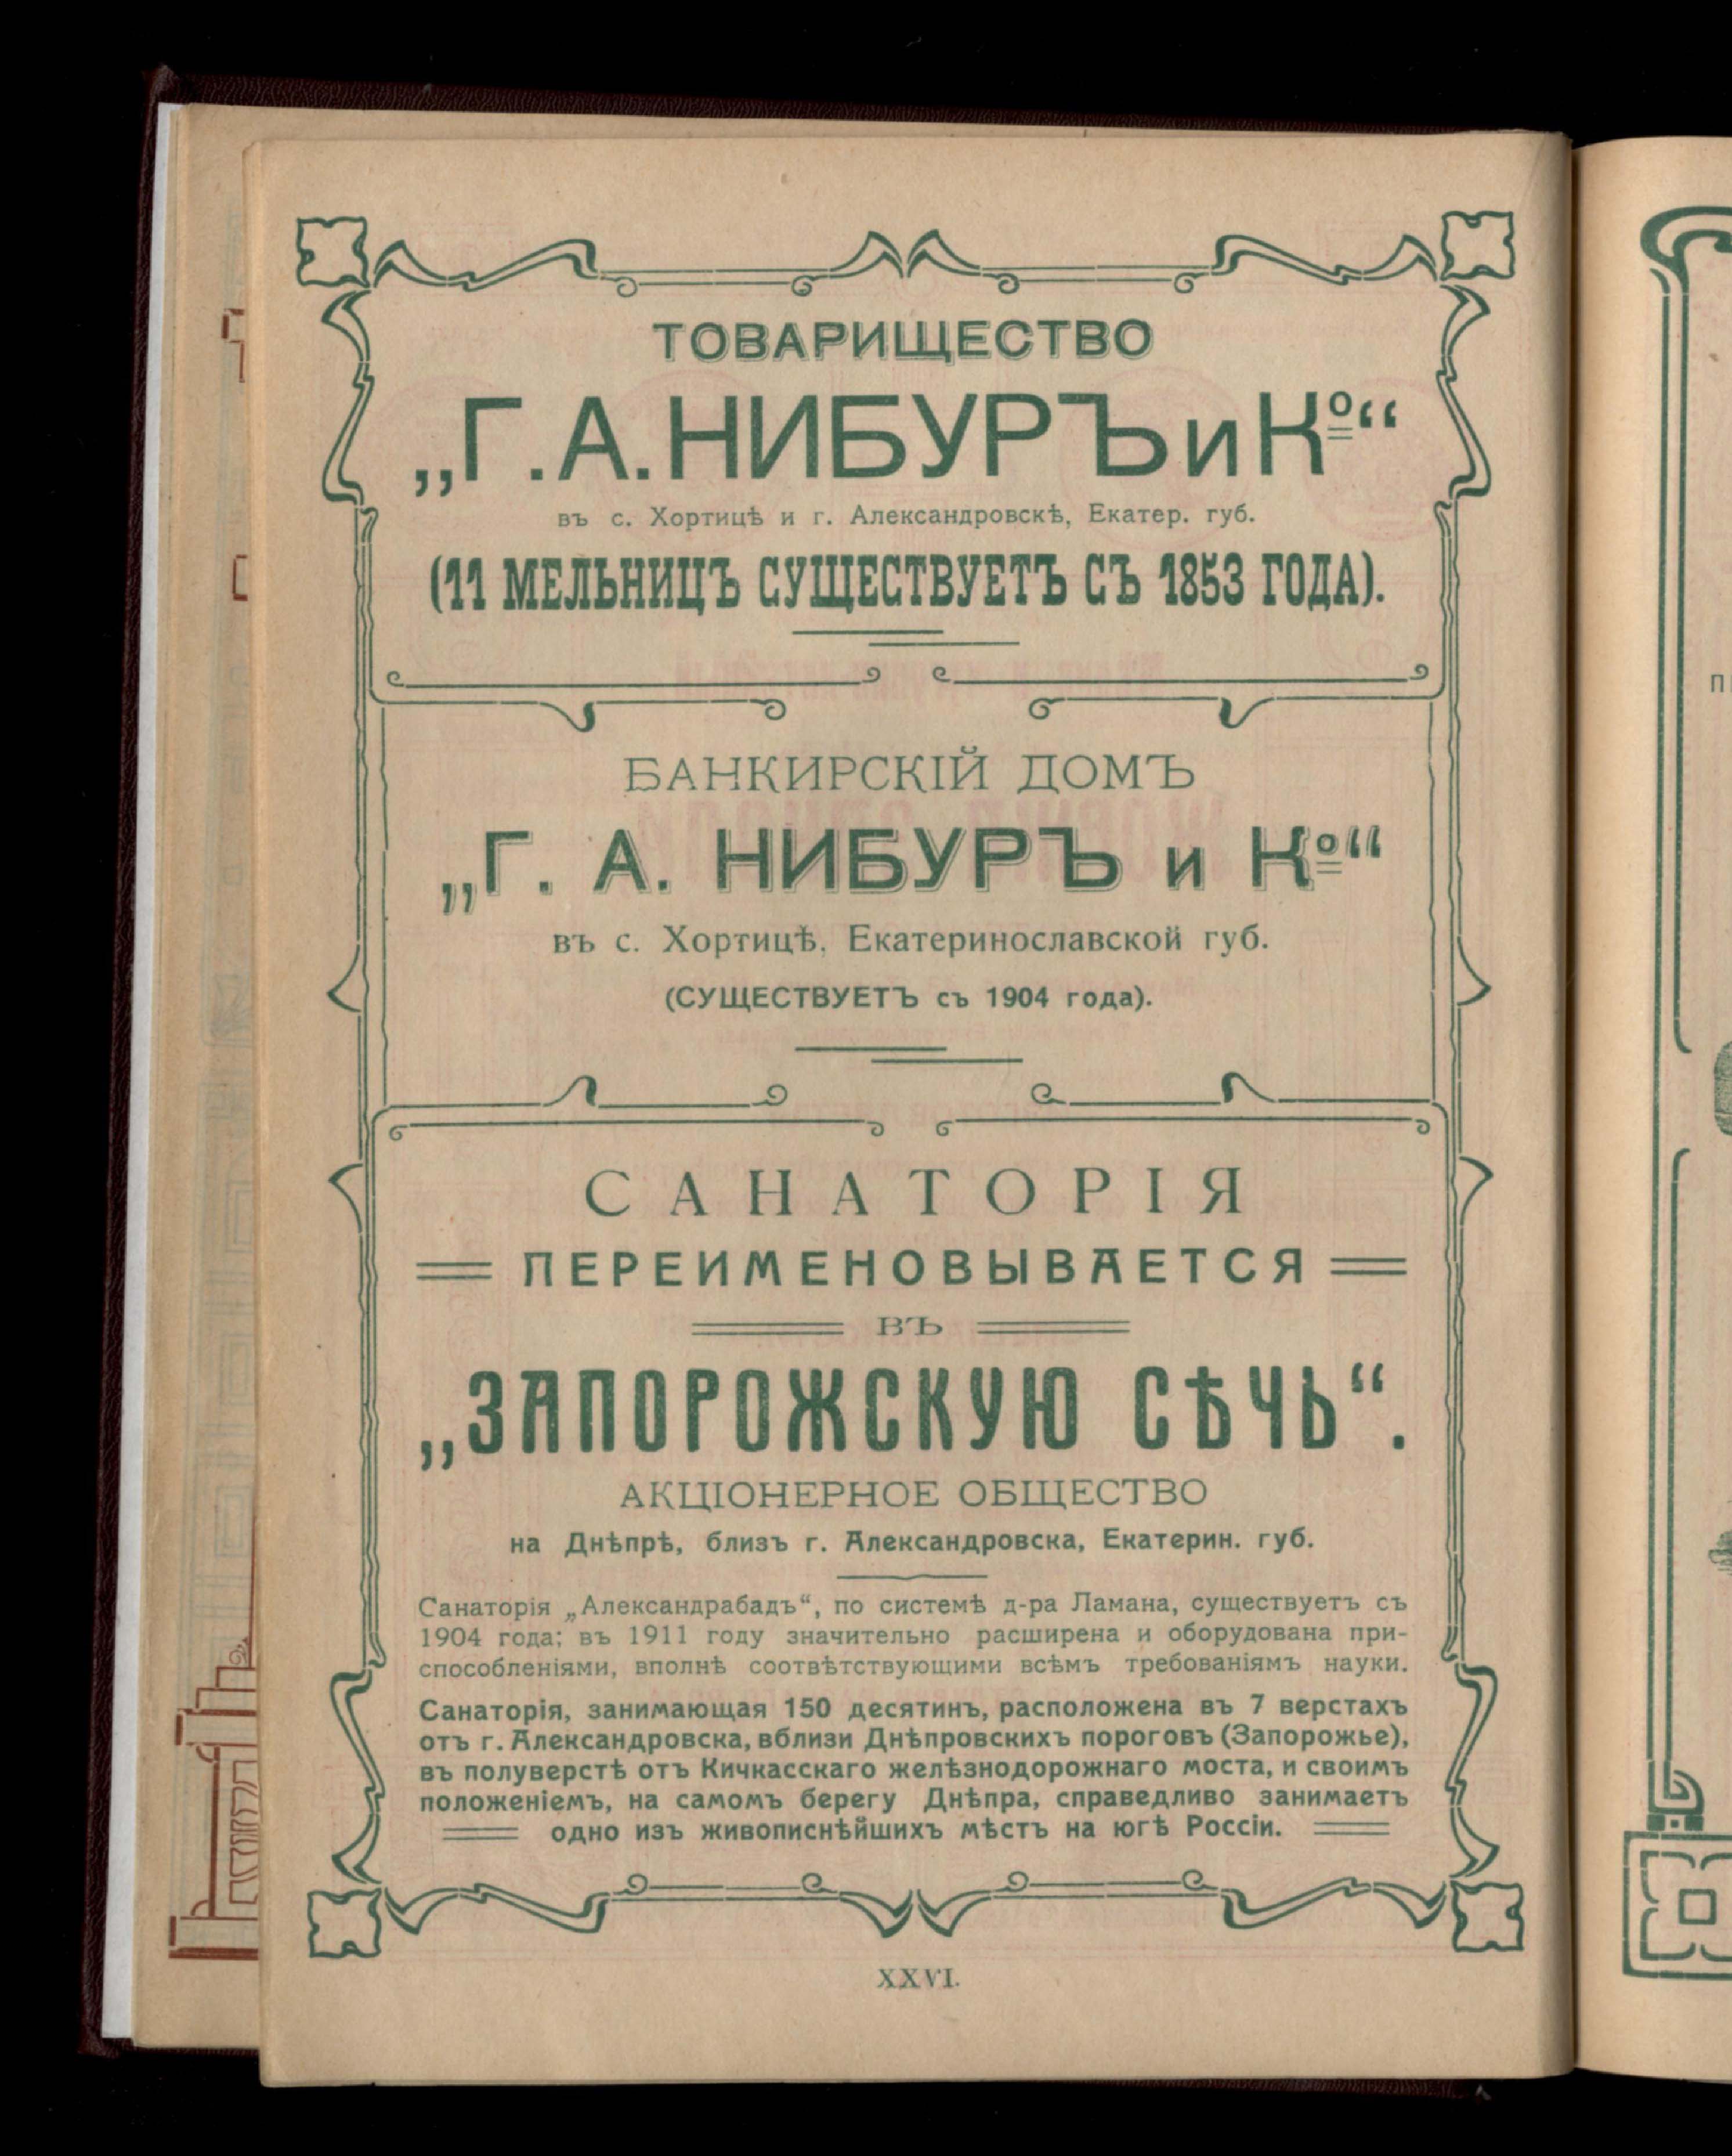 ТОВАРИЩЕСТВО
„Г. А. НИБУРЪ и Кº“
въ с. Хортицѣ и г. Александровскѣ, Екатер. губ.
(11 МЕЛЬНИЦЪ СУЩЕСТВУЕТЪ СЪ 1853 ГОДА).
БАНКИРСКІЙ ДОМЪ
„Г. А. НИБУРЪ и Кº“
въ с. Хортицѣ, Екатеринославской губ.
(СУЩЕСТВУЕТЪ съ 1904 года).
САНАТОРІЯ
ПЕРЕИМЕНОВЫВАЕТСЯ
ВЪ
„ЗАПОРОЖСКУЮ СѢЧЬ“.
АКЦІОНЕРНОЕ ОБЩЕСТВО
на Днѣпрѣ, близъ г. Александровска, Екатерин. губ.
Санаторія „Александрабадъ“, по системѣ д-ра Ламана, существуетъ съ
1904 года; въ 1911 году значительно расширена и оборудована при-
способленіями, вполнѣ соотвѣтствующими всѣмъ требованіямъ науки.
Санаторія, занимающая 150 десятинъ, расположена въ 7 верстахъ
отъ г. Александровска, вблизи Днѣпровскихъ пороговъ (Запорожье),
въ полуверстѣ отъ Кичкасскаго желѣзнодорожнаго моста, и своимъ
положеніемъ, на самомъ берегу Днѣпра, справедливо занимаетъ
одно изъ живописнѣйшихъ мѣстъ на югѣ Россіи.
XXVI.